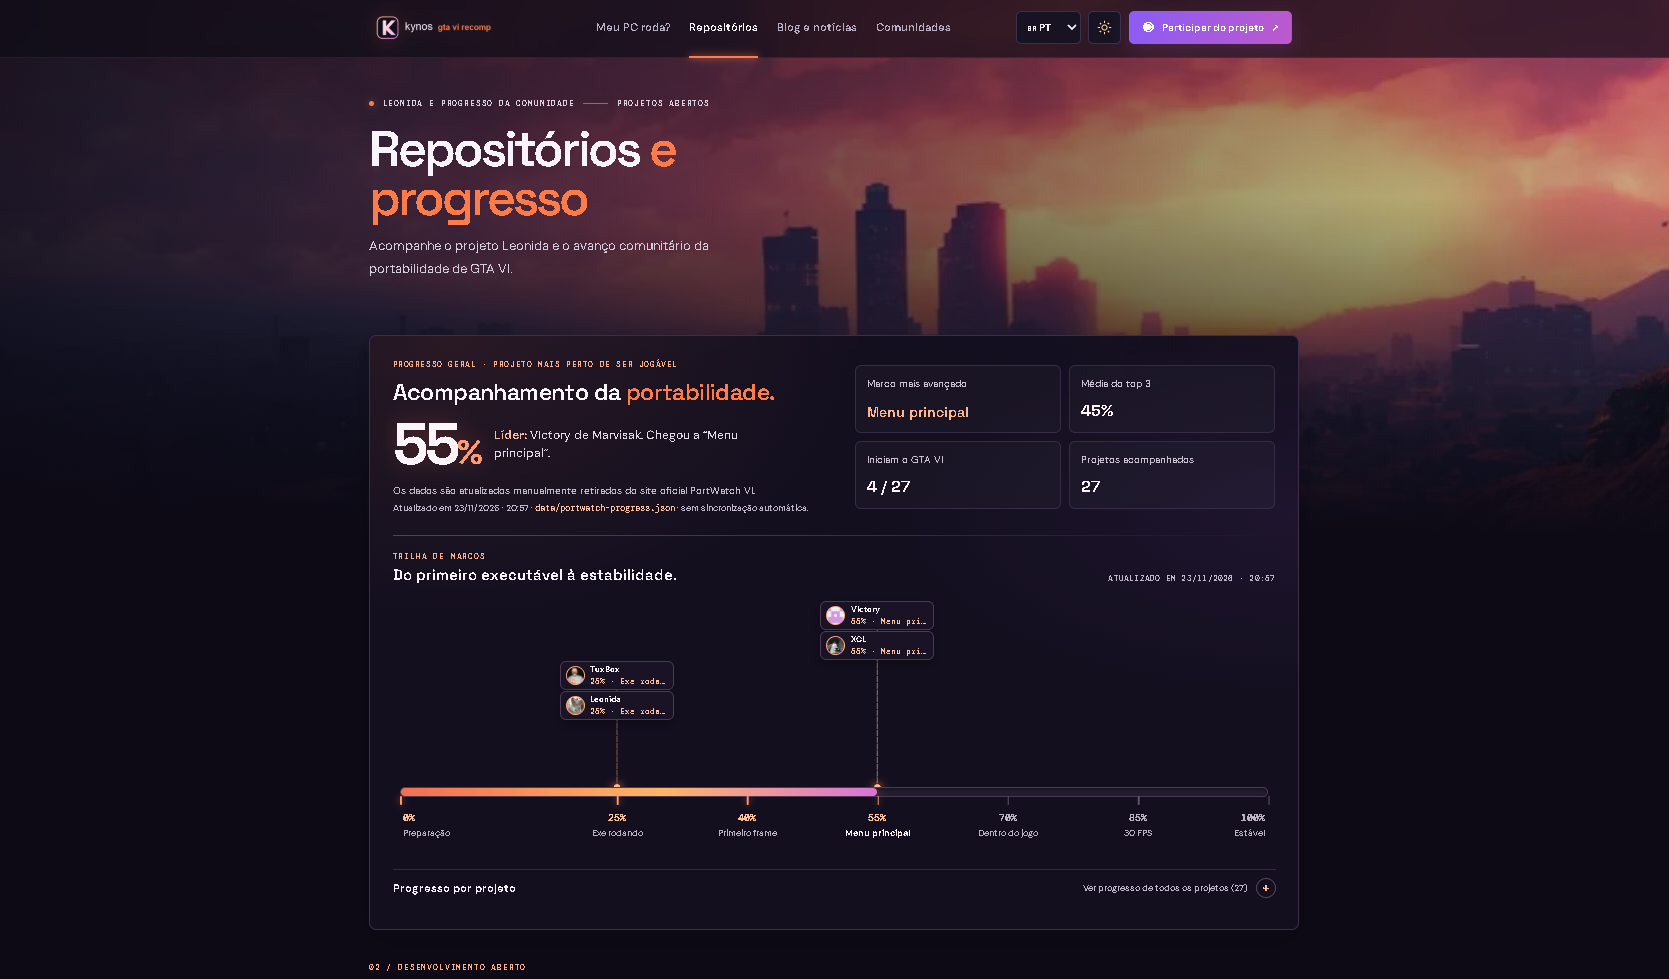 K kynos gta vi recomp
Meu PC roda?
Repositórios
Blog e notícias
Comunidades
BR PT
Participar do projeto ↗
LEONIDA E PROGRESSO DA COMUNIDADE
PROJETOS ABERTOS
Repositórios e
progresso
Acompanhe o projeto Leonida e o avanço comunitário da
portabilidade de GTA VI.
PROGRESSO GERAL · PROJETO MAIS PERTO DE SER JOGÁVEL
Acompanhamento da portabilidade.
55%
Líder: VIctory de Marvisak. Chegou a “Menu
principal”.
Os dados são atualizados manualmente retirados do site oficial PortWatch VI.
Atualizado em 23/11/2026 · 20:57 · data/portwatch-progress.json · sem sincronização automática.
Marco mais avançado
Menu principal
Média do top 3
45%
Iniciam o GTA VI
4 / 27
Projetos acompanhados
27
TRILHA DE MARCOS
Do primeiro executável à estabilidade.
ATUALIZADO EM 23/11/2026 · 20:57
VIctory
55% · Menu pri…
XGL
55% · Menu pri…
TuxBox
25% · Exe roda…
Leonida
25% · Exe roda…
0%
Preparação
25%
Exe rodando
40%
Primeiro frame
55%
Menu principal
70%
Dentro do jogo
85%
30 FPS
100%
Estável
Progresso por projeto
Ver progresso de todos os projetos (27)
+
02 / DESENVOLVIMENTO ABERTO